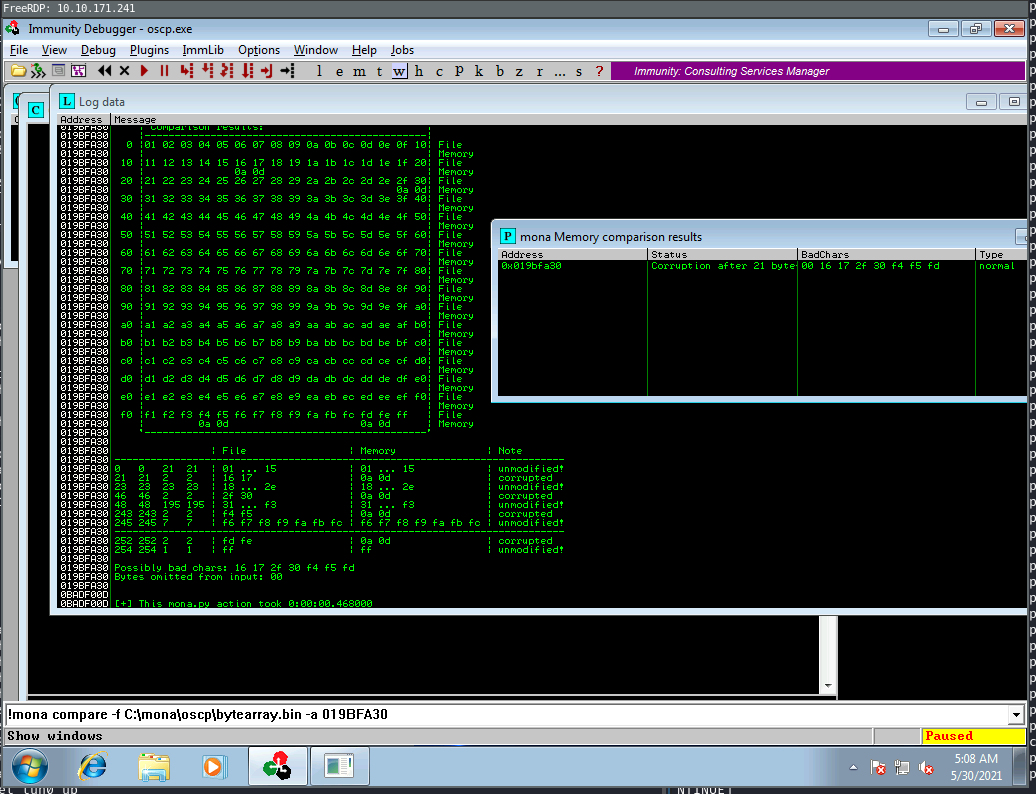 FreeRDP: 10.10.171.241
Immunity Debugger - oscp.exe
File View Debug Plugins ImmLib Options Window Help Jobs
l e m t w h c P k b z r ... s ? Immunity: Consulting Services Manager
C
L Log data
Address Message
019BFA30 Comparison results:
019BFA30
019BFA30 0 01 02 03 04 05 06 07 08 09 0a 0b 0c 0d 0e 0f 10 File
019BFA30 Memory
019BFA30 10 11 12 13 14 15 16 17 18 19 1a 1b 1c 1d 1e 1f 20 File
019BFA30 0a 0d Memory
019BFA30 20 21 22 23 24 25 26 27 28 29 2a 2b 2c 2d 2e 2f 30 File
019BFA30 0a 0d Memory
019BFA30 30 31 32 33 34 35 36 37 38 39 3a 3b 3c 3d 3e 3f 40 File
019BFA30 Memory
019BFA30 40 41 42 43 44 45 46 47 48 49 4a 4b 4c 4d 4e 4f 50 File
019BFA30 Memory
019BFA30 50 51 52 53 54 55 56 57 58 59 5a 5b 5c 5d 5e 5f 60 File
019BFA30 Memory
019BFA30 60 61 62 63 64 65 66 67 68 69 6a 6b 6c 6d 6e 6f 70 File
019BFA30 Memory
019BFA30 70 71 72 73 74 75 76 77 78 79 7a 7b 7c 7d 7e 7f 80 File
019BFA30 Memory
019BFA30 80 81 82 83 84 85 86 87 88 89 8a 8b 8c 8d 8e 8f 90 File
019BFA30 Memory
019BFA30 90 91 92 93 94 95 96 97 98 99 9a 9b 9c 9d 9e 9f a0 File
019BFA30 Memory
019BFA30 a0 a1 a2 a3 a4 a5 a6 a7 a8 a9 aa ab ac ad ae af b0 File
019BFA30 Memory
019BFA30 b0 b1 b2 b3 b4 b5 b6 b7 b8 b9 ba bb bc bd be bf c0 File
019BFA30 Memory
019BFA30 c0 c1 c2 c3 c4 c5 c6 c7 c8 c9 ca cb cc cd ce cf d0 File
019BFA30 Memory
019BFA30 d0 d1 d2 d3 d4 d5 d6 d7 d8 d9 da db dc dd de df e0 File
019BFA30 Memory
019BFA30 e0 e1 e2 e3 e4 e5 e6 e7 e8 e9 ea eb ec ed ee ef f0 File
019BFA30 Memory
019BFA30 f0 f1 f2 f3 f4 f5 f6 f7 f8 f9 fa fb fc fd fe ff File
019BFA30 0a 0d 0a 0d Memory
019BFA30
019BFA30
019BFA30 | File | Memory | Note
019BFA30
019BFA30 0 0 21 21 | 01 ... 15 | 01 ... 15 | unmodified!
019BFA30 21 21 2 2 | 16 17 | 0a 0d | corrupted
019BFA30 23 23 23 23 | 18 ... 2e | 18 ... 2e | unmodified!
019BFA30 46 46 2 2 | 2f 30 | 0a 0d | corrupted
019BFA30 48 48 195 195 | 31 ... f3 | 31 ... f3 | unmodified!
019BFA30 243 243 2 2 | f4 f5 | 0a 0d | corrupted
019BFA30 245 245 7 7 | f6 f7 f8 f9 fa fb fc | f6 f7 f8 f9 fa fb fc | unmodified!
019BFA30
019BFA30 252 252 2 2 | fd fe | 0a 0d | corrupted
019BFA30 254 254 1 1 | ff | ff | unmodified!
019BFA30
019BFA30 Possibly bad chars: 16 17 2f 30 f4 f5 fd
019BFA30 Bytes omitted from input: 00
019BFA30
0BADF00D
0BADF00D [+] This mona.py action took 0:00:00.468000
P mona Memory comparison results
Address Status BadChars Type
0x019bfa30 Corruption after 21 byte 00 16 17 2f 30 f4 f5 fd normal
!mona compare -f C:\mona\oscp\bytearray.bin -a 019BFA30
Show windows Paused
5:08 AM
5/30/2021